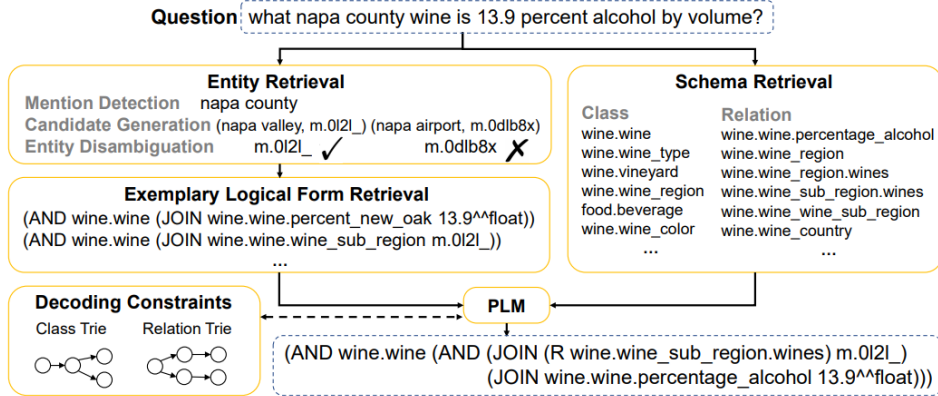 Question what napa county wine is 13.9 percent alcohol by volume?
Entity Retrieval
Mention Detection napa county
Candidate Generation (napa valley, m.0l2l_) (napa airport, m.0dlb8x)
Entity Disambiguation m.0l2l_ ✓ m.0dlb8x ✗
Exemplary Logical Form Retrieval
(AND wine.wine (JOIN wine.wine.percent_new_oak 13.9^^float))
(AND wine.wine (JOIN wine.wine.wine_sub_region m.0l2l_))
...
Schema Retrieval
Class Relation
wine.wine wine.wine.percentage_alcohol
wine.wine_type wine.wine_region
wine.vineyard wine.wine_region.wines
wine.wine_region wine.wine_sub_region.wines
food.beverage wine.wine_wine_sub_region
wine.wine_color wine.wine_country
... ...
Decoding Constraints
Class Trie Relation Trie
PLM
(AND wine.wine (AND (JOIN (R wine.wine_sub_region.wines) m.0l2l_)
(JOIN wine.wine.percentage_alcohol 13.9^^float)))